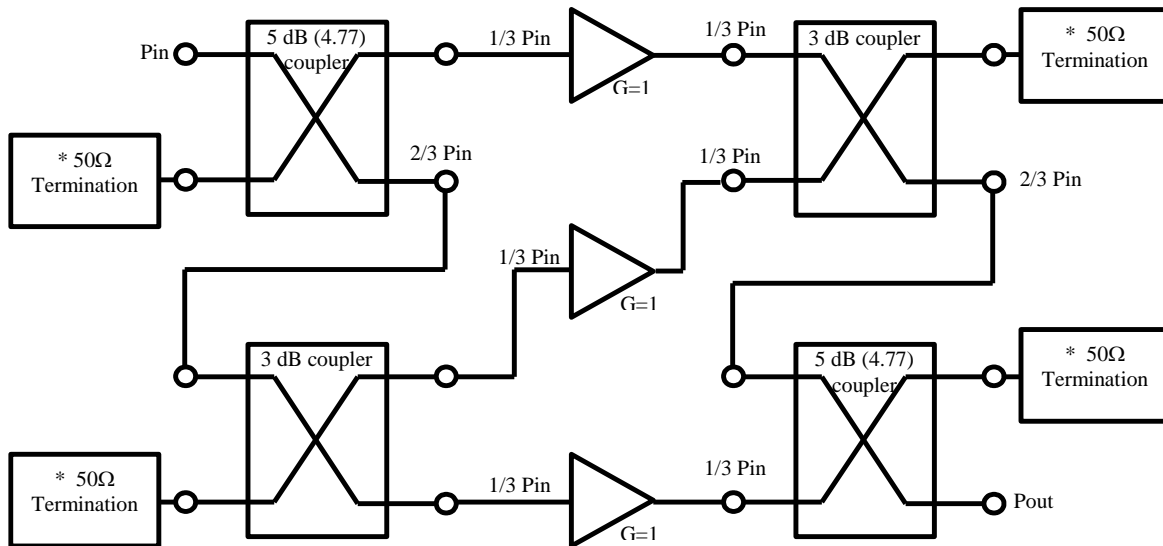 5 dB (4.77)
coupler
3 dB coupler
* 50Ω
Termination
Pin
1/3 Pin
1/3 Pin
G=1
* 50Ω
Termination
2/3 Pin
1/3 Pin
2/3 Pin
1/3 Pin
G=1
3 dB coupler
5 dB (4.77)
coupler
* 50Ω
Termination
* 50Ω
Termination
1/3 Pin
1/3 Pin
G=1
Pout